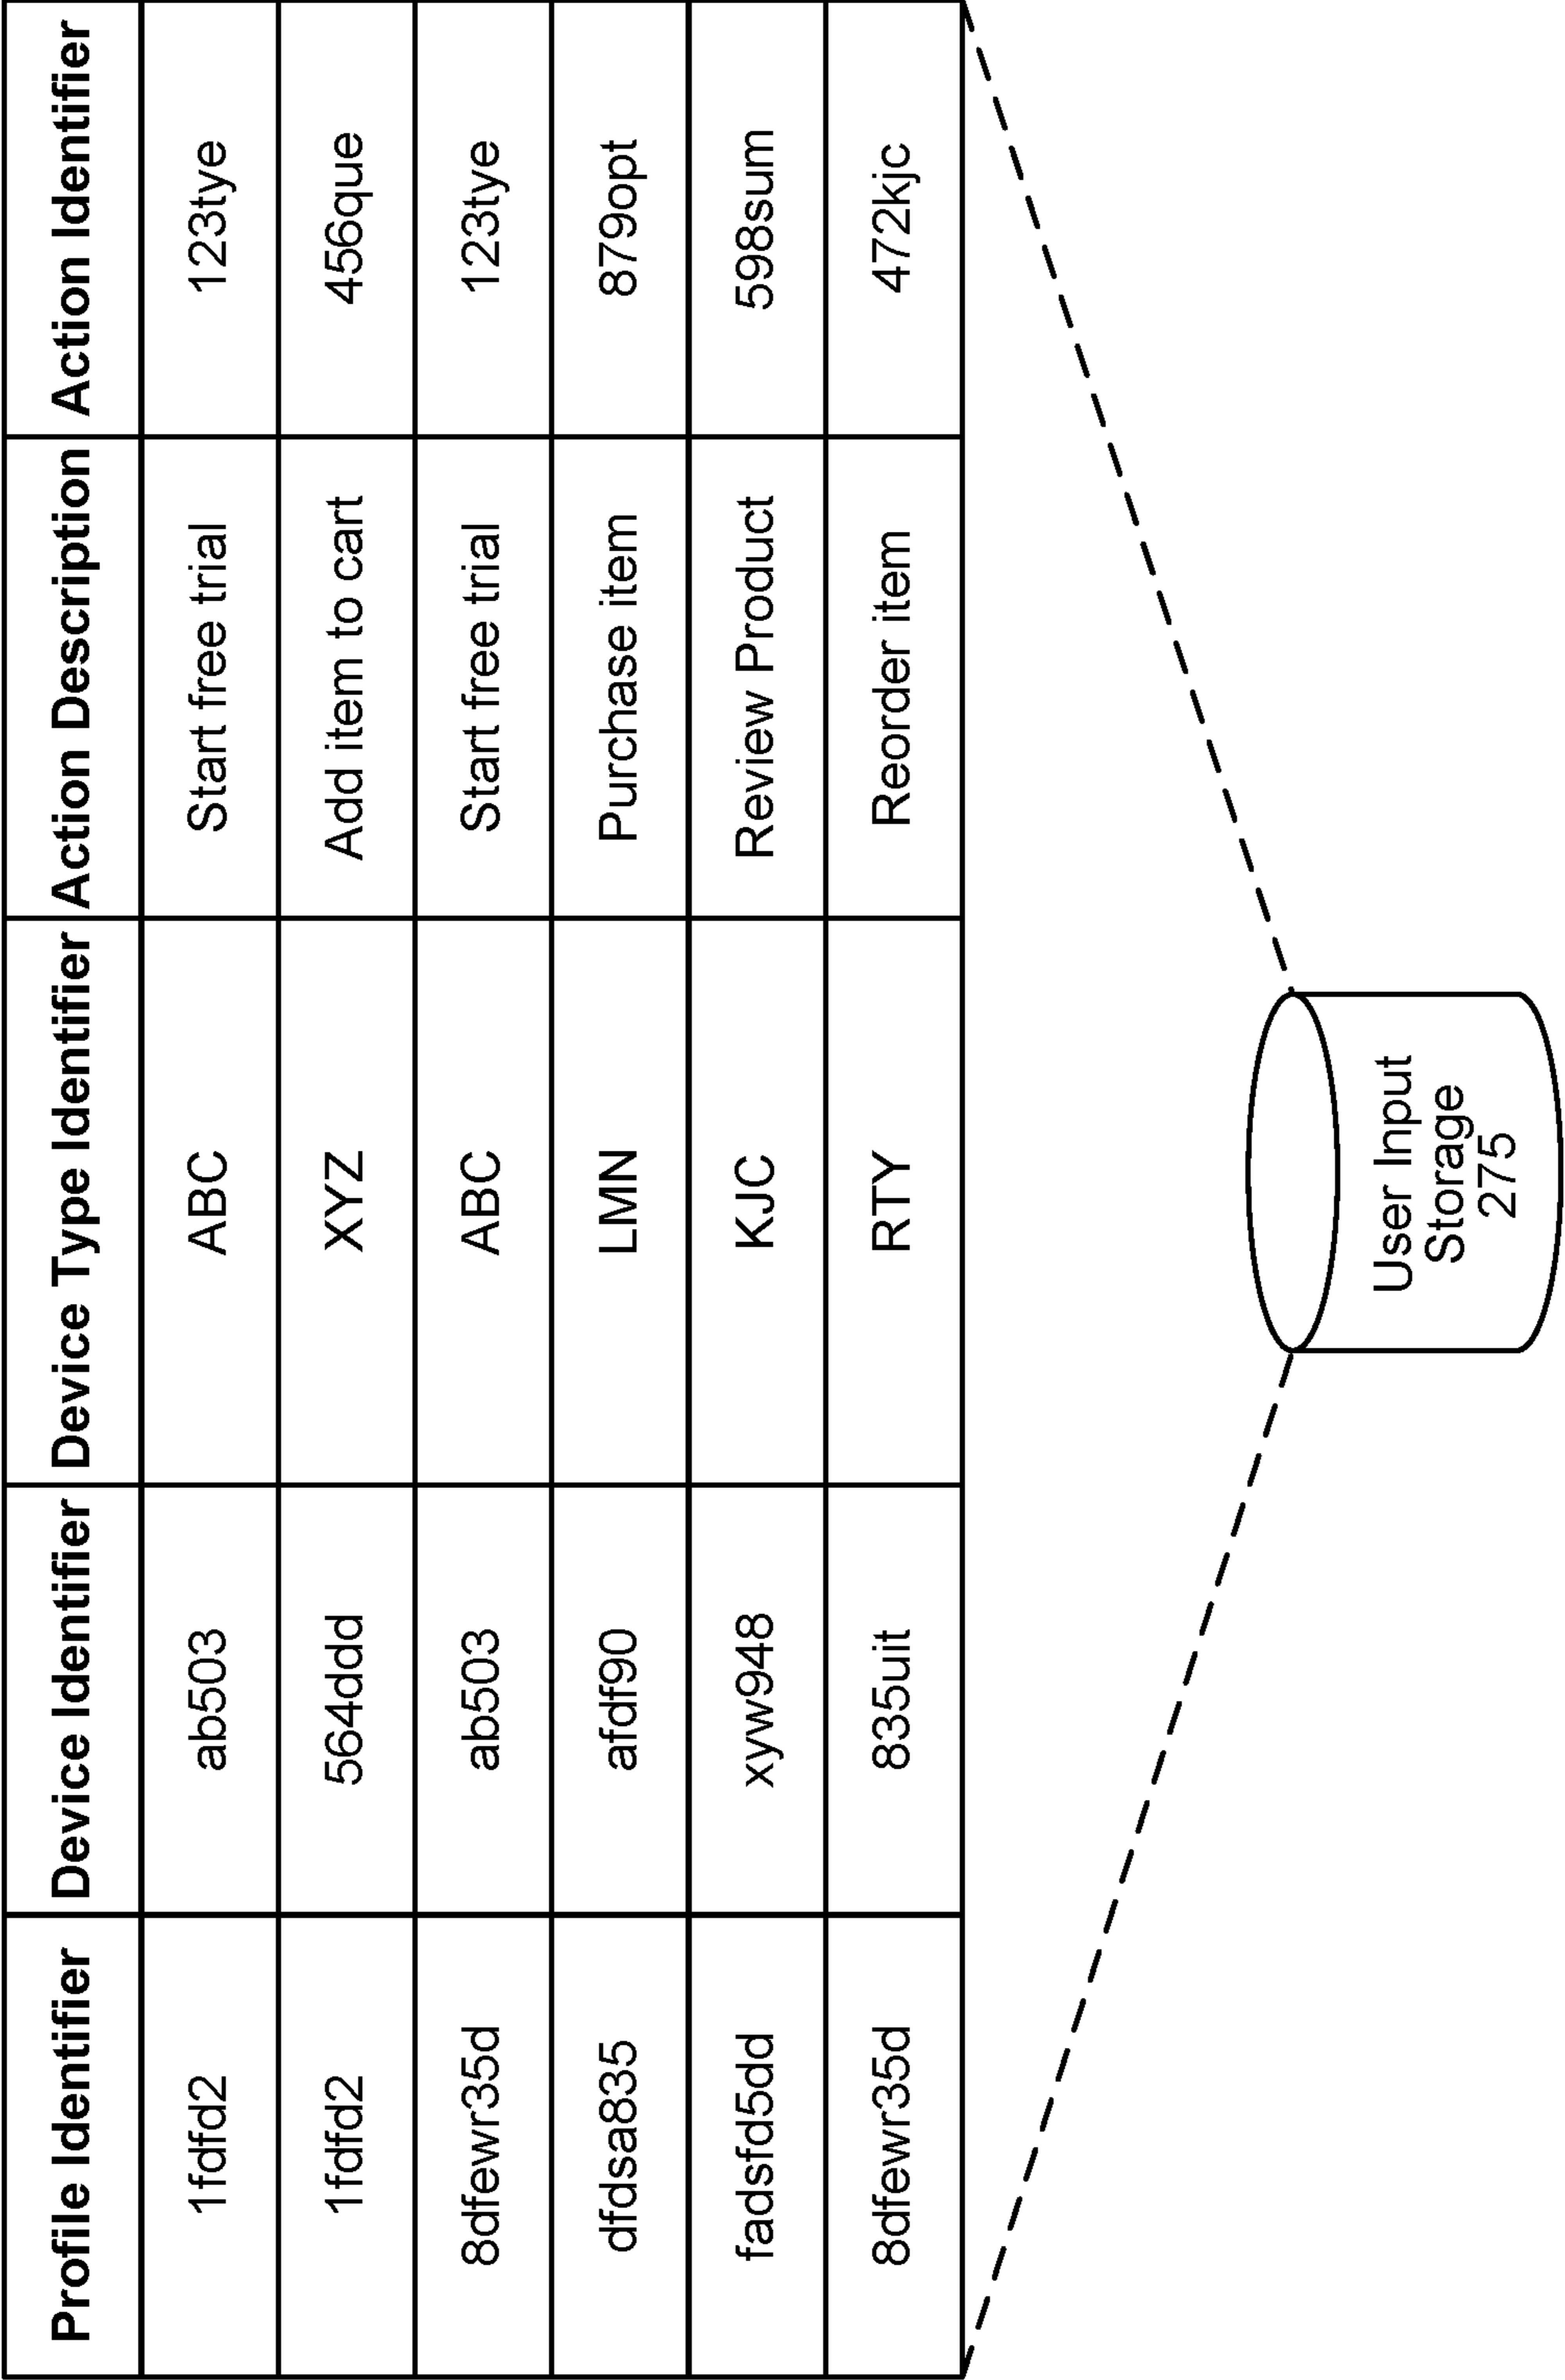 Profile Identifier Device Identifier Device Type Identifier Action Description Action Identifier
1fdfd2 ab503 ABC Start free trial 123tye
1fdfd2 564ddd XYZ Add item to cart 456que
8dfewr35d ab503 ABC Start free trial 123tye
dfdsa835 afdf90 LMN Purchase item 879opt
fadsfd5dd xyw948 KJC Review Product 598sum
8dfewr35d 835uit RTY Reorder item 472kjc
User Input
Storage
275